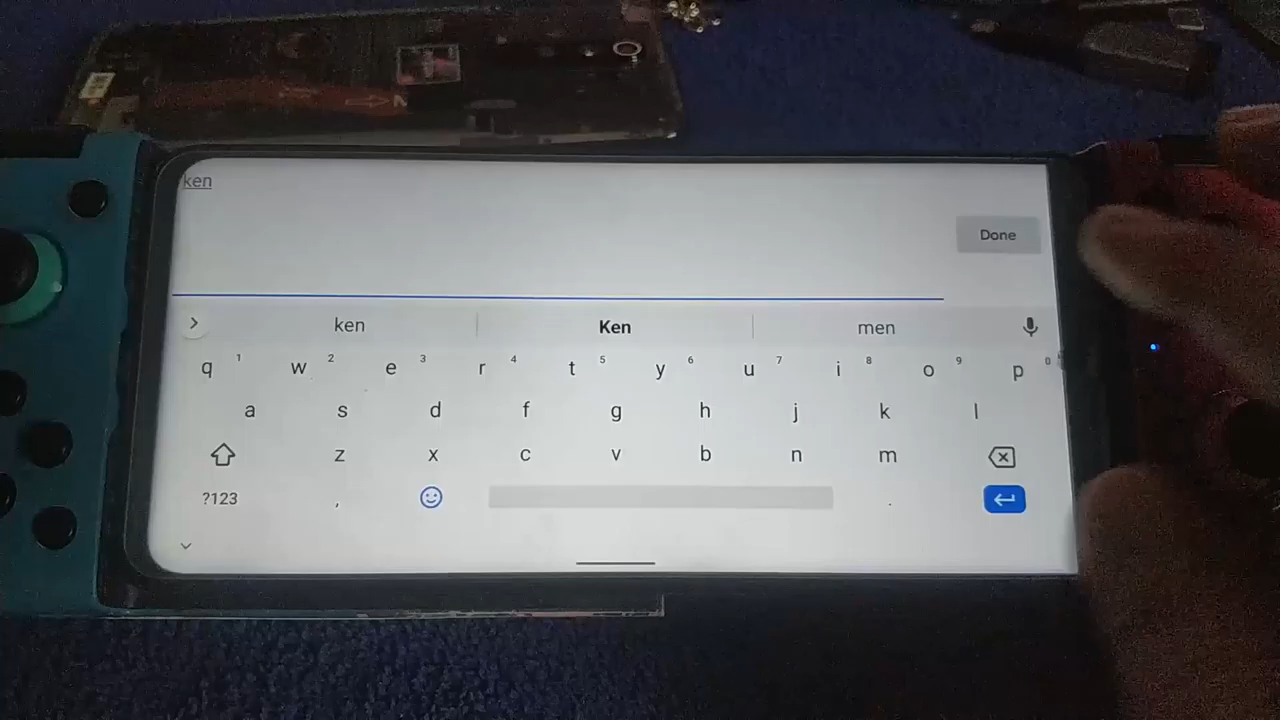 ken
Done
ken Ken men
q 1 w 2 e 3 r 4 t 5 y 6 u 7 i 8 o 9 p 0
a s d f g h j k l
z x c v b n m
?123 , .